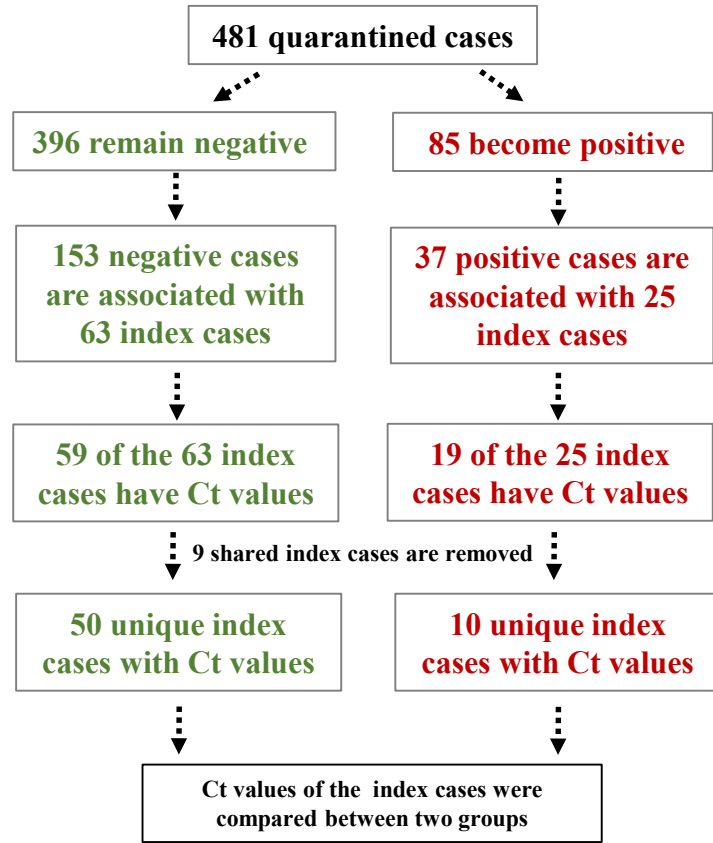 481 quarantined cases
396 remain negative
85 become positive
153 negative cases
are associated with
63 index cases
37 positive cases are
associated with 25
index cases
59 of the 63 index
cases have Ct values
19 of the 25 index
cases have Ct values
9 shared index cases are removed
50 unique index
cases with Ct values
10 unique index
cases with Ct values
Ct values of the index cases were
compared between two groups